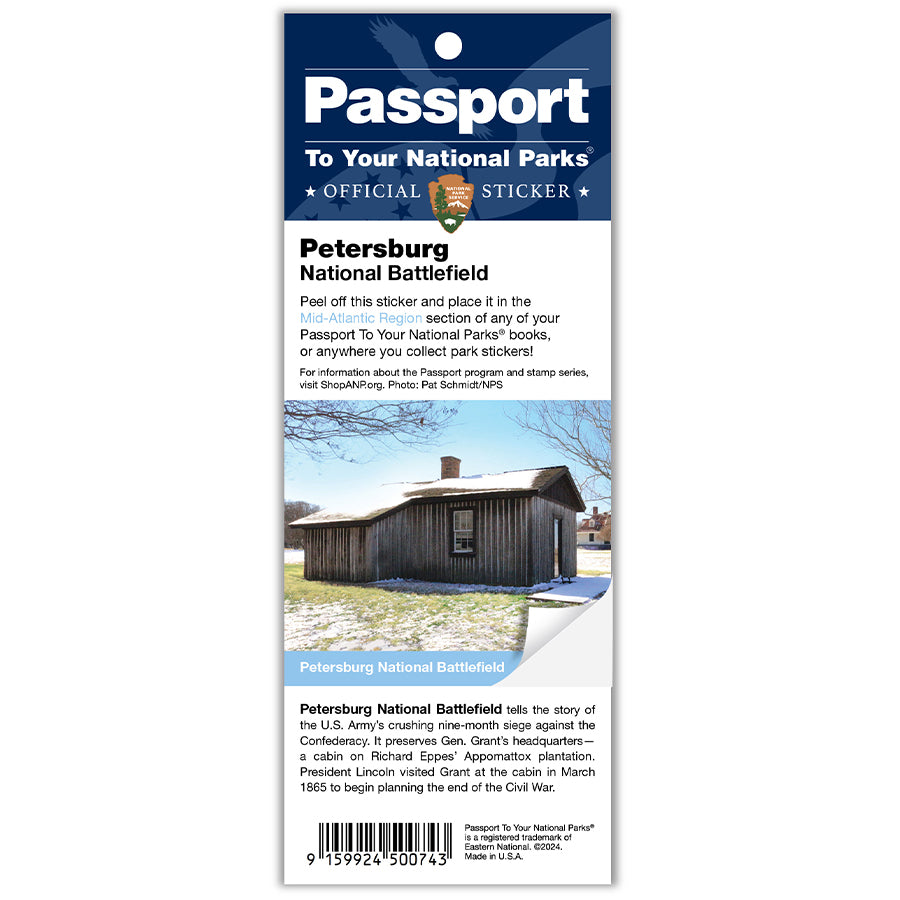 Passport
To Your National Parks®
★ OFFICIAL STICKER ★
NATIONAL
PARK
SERVICE
Petersburg
National Battlefield
Peel off this sticker and place it in the
Mid-Atlantic Region section of any of your
Passport To Your National Parks® books,
or anywhere you collect park stickers!
For information about the Passport program and stamp series,
visit ShopANP.org. Photo: Pat Schmidt/NPS
Petersburg National Battlefield
Petersburg National Battlefield tells the story of
the U.S. Army's crushing nine-month siege against the
Confederacy. It preserves Gen. Grant's headquarters—
a cabin on Richard Eppes' Appomattox plantation.
President Lincoln visited Grant at the cabin in March
1865 to begin planning the end of the Civil War.
9 159924 500743
Passport To Your National Parks®
is a registered trademark of
Eastern National. ©2024.
Made in U.S.A.